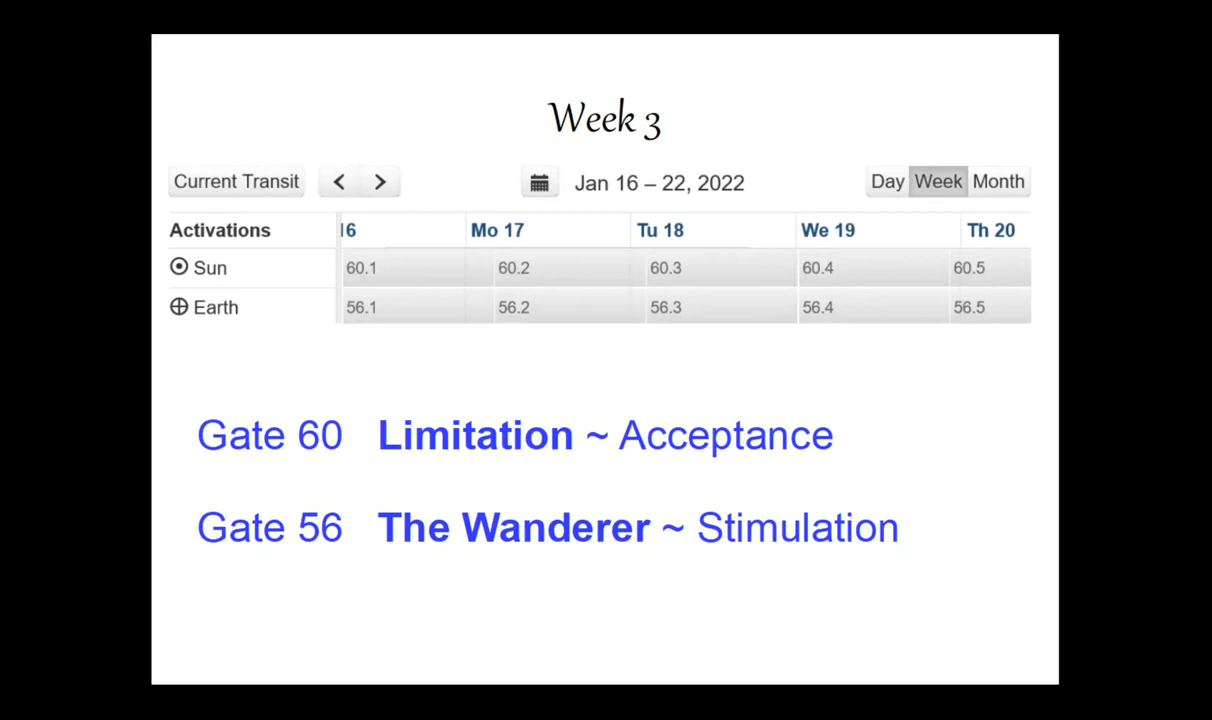 Week 3
Current Transit < > Jan 16 – 22, 2022 Day Week Month
Activations 16 Mo 17 Tu 18 We 19 Th 20
Sun 60.1 60.2 60.3 60.4 60.5
Earth 56.1 56.2 56.3 56.4 56.5
Gate 60 Limitation ~ Acceptance
Gate 56 The Wanderer ~ Stimulation